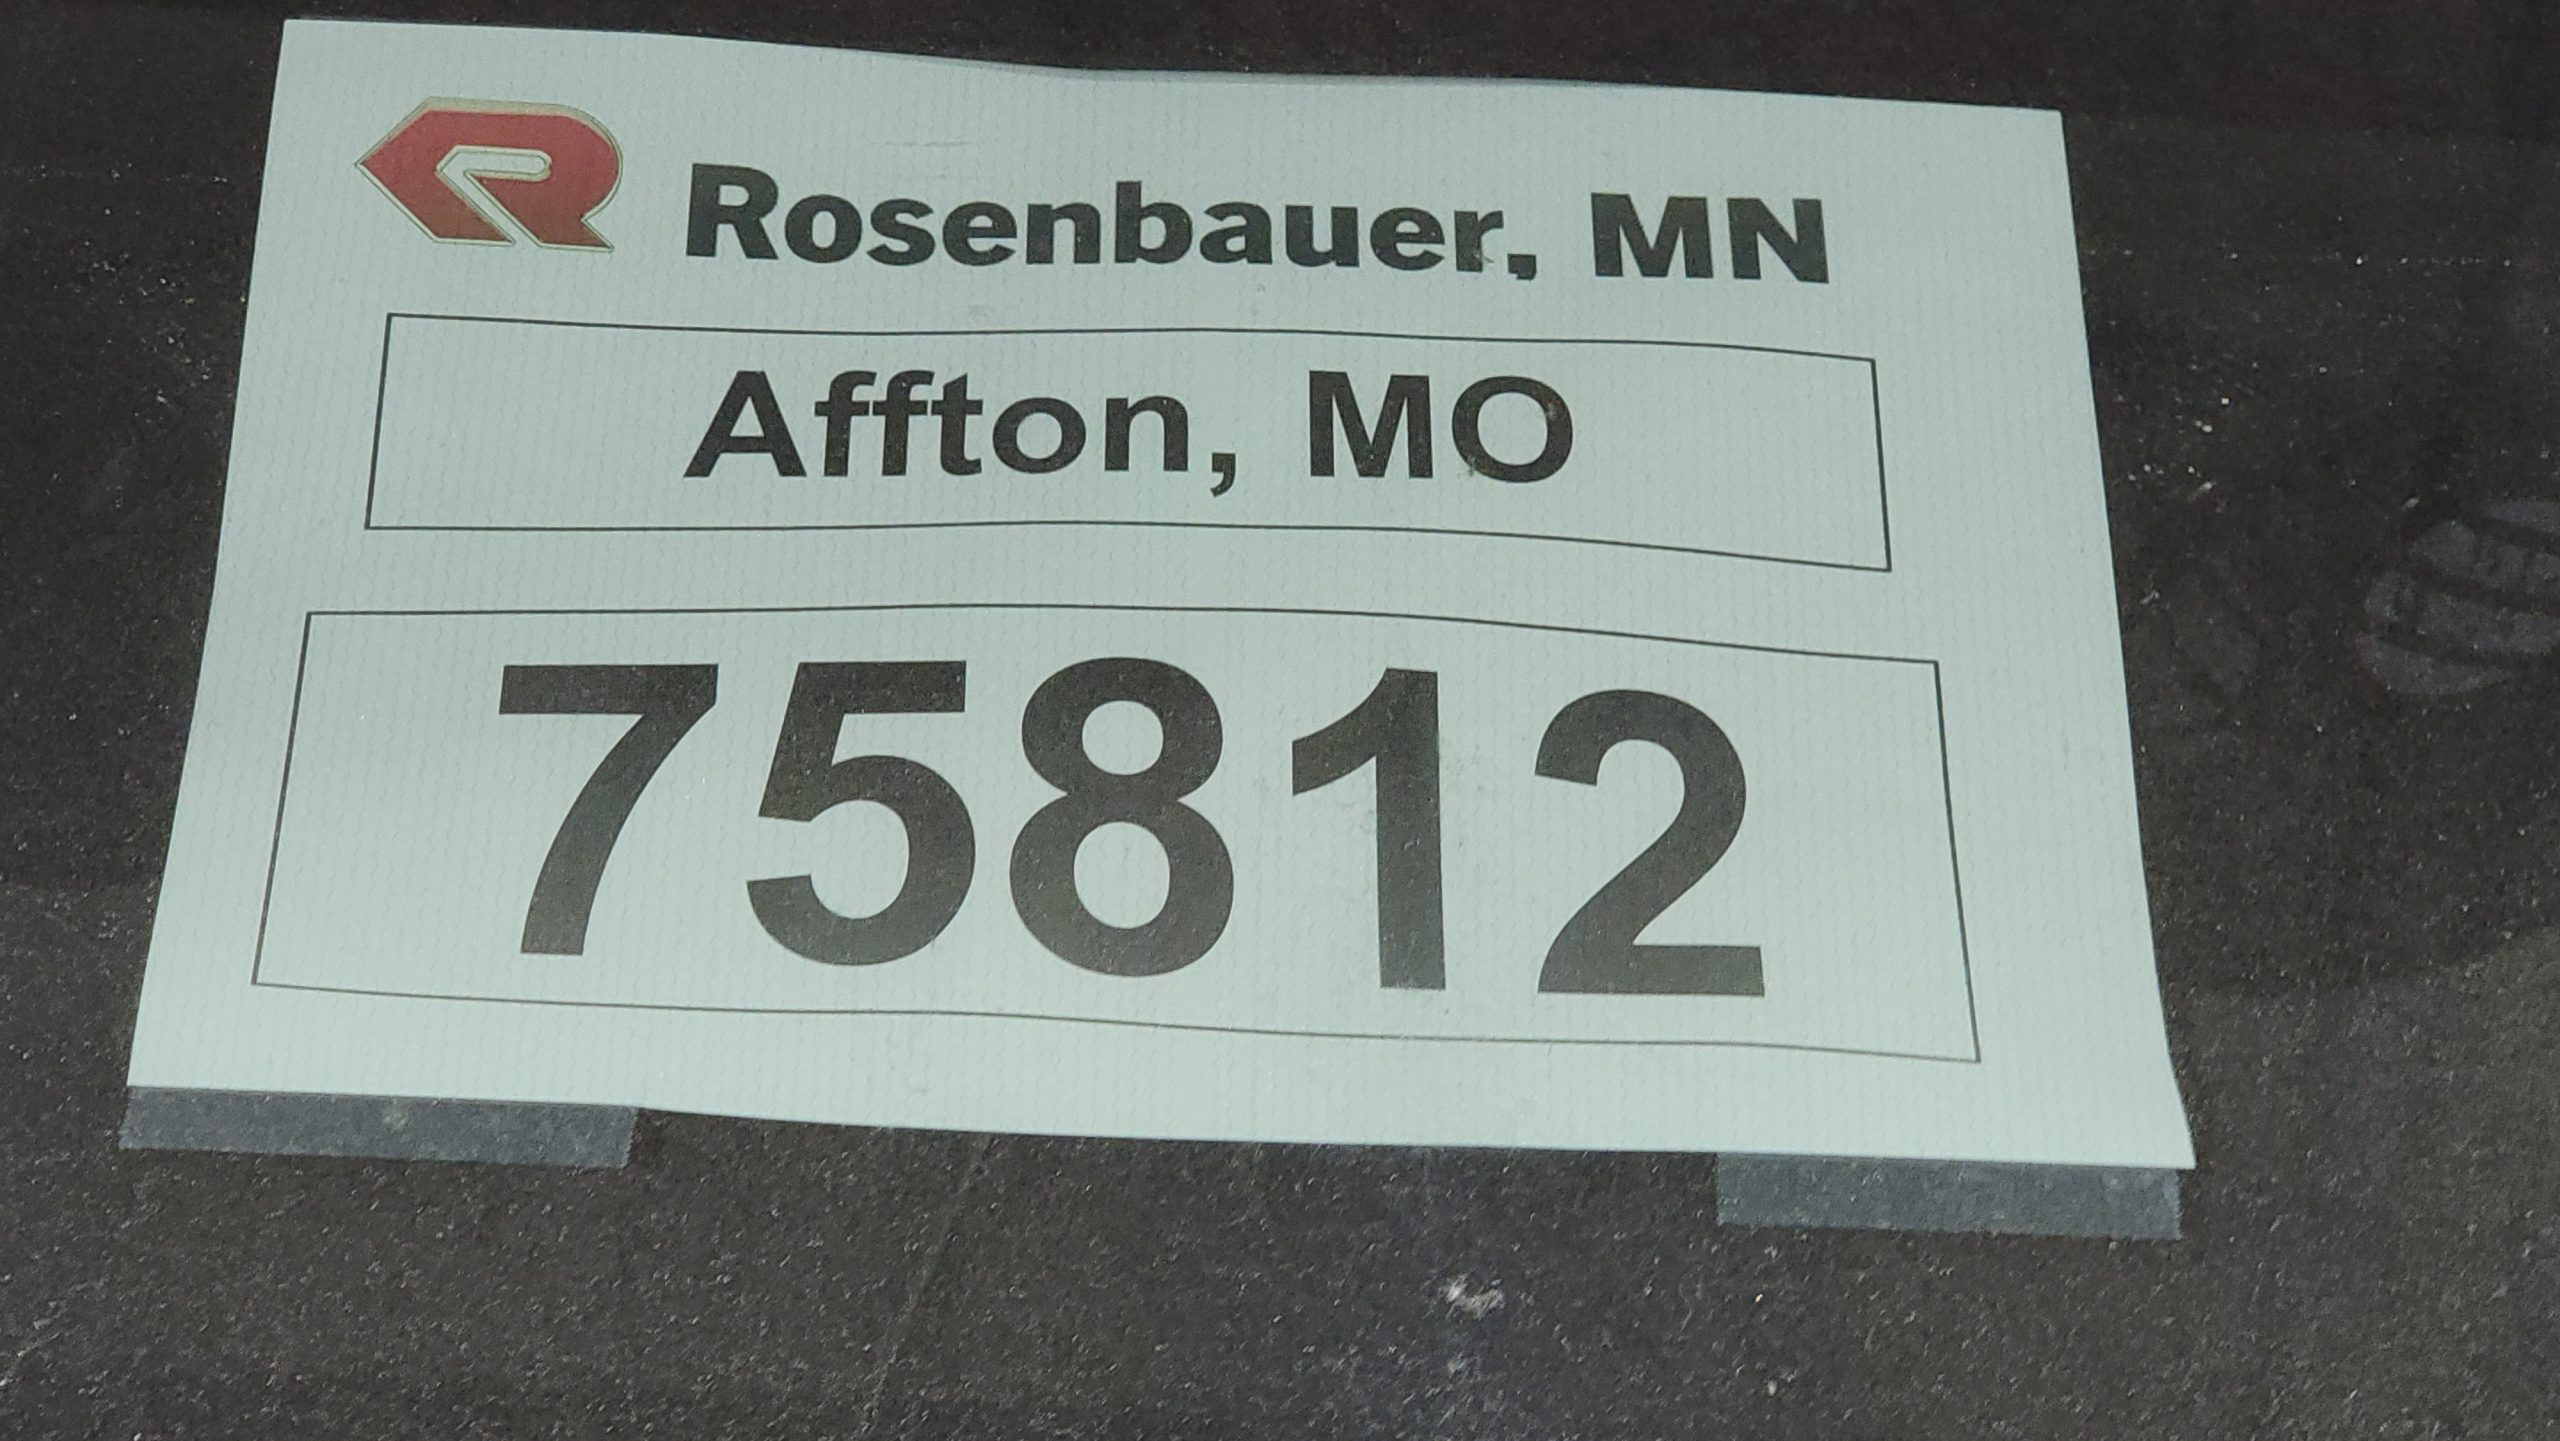 Rosenbauer, MN
Affton, MO
75812